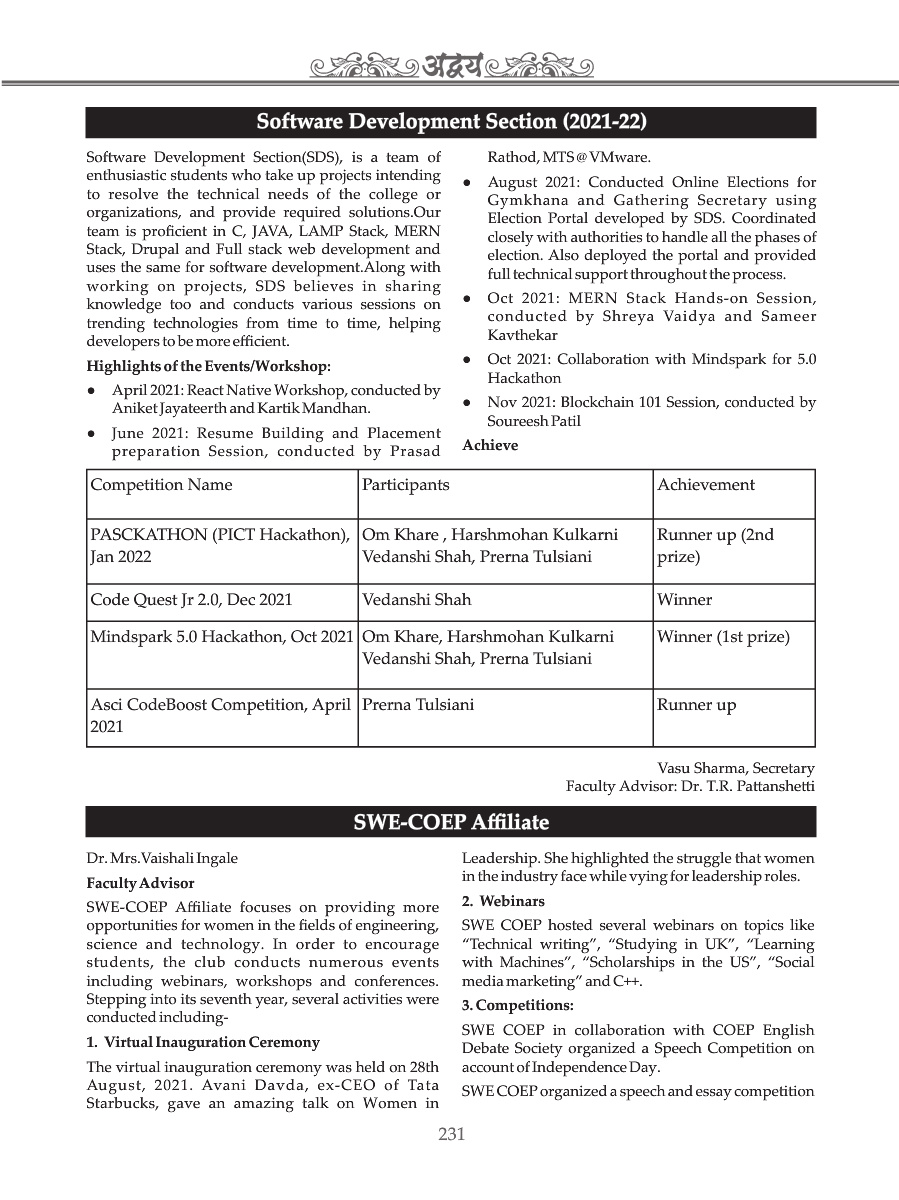 अद्वय
Software Development Section (2021-22)
Software Development Section(SDS), is a team of
enthusiastic students who take up projects intending
to resolve the technical needs of the college or
organizations, and provide required solutions.Our
team is proficient in C, JAVA, LAMP Stack, MERN
Stack, Drupal and Full stack web development and
uses the same for software development.Along with
working on projects, SDS believes in sharing
knowledge too and conducts various sessions on
trending technologies from time to time, helping
developers to be more efficient.
Highlights of the Events/Workshop:
● April 2021: React Native Workshop, conducted by
Aniket Jayateerth and Kartik Mandhan.
● June 2021: Resume Building and Placement
preparation Session, conducted by Prasad
Rathod, MTS @ VMware.
● August 2021: Conducted Online Elections for
Gymkhana and Gathering Secretary using
Election Portal developed by SDS. Coordinated
closely with authorities to handle all the phases of
election. Also deployed the portal and provided
full technical support throughout the process.
● Oct 2021: MERN Stack Hands-on Session,
conducted by Shreya Vaidya and Sameer
Kavthekar
● Oct 2021: Collaboration with Mindspark for 5.0
Hackathon
● Nov 2021: Blockchain 101 Session, conducted by
Soureesh Patil
Achieve
Competition Name Participants Achievement
PASCKATHON (PICT Hackathon), Om Khare , Harshmohan Kulkarni Runner up (2nd
Jan 2022 Vedanshi Shah, Prerna Tulsiani prize)
Code Quest Jr 2.0, Dec 2021 Vedanshi Shah Winner
Mindspark 5.0 Hackathon, Oct 2021 Om Khare, Harshmohan Kulkarni Winner (1st prize)
Vedanshi Shah, Prerna Tulsiani
Asci CodeBoost Competition, April Prerna Tulsiani Runner up
2021
Vasu Sharma, Secretary
Faculty Advisor: Dr. T.R. Pattanshetti
SWE-COEP Affiliate
Dr. Mrs.Vaishali Ingale
Faculty Advisor
SWE-COEP Affiliate focuses on providing more
opportunities for women in the fields of engineering,
science and technology. In order to encourage
students, the club conducts numerous events
including webinars, workshops and conferences.
Stepping into its seventh year, several activities were
conducted including-
1. Virtual Inauguration Ceremony
The virtual inauguration ceremony was held on 28th
August, 2021. Avani Davda, ex-CEO of Tata
Starbucks, gave an amazing talk on Women in
Leadership. She highlighted the struggle that women
in the industry face while vying for leadership roles.
2. Webinars
SWE COEP hosted several webinars on topics like
“Technical writing”, “Studying in UK”, “Learning
with Machines”, “Scholarships in the US”, “Social
media marketing” and C++.
3. Competitions:
SWE COEP in collaboration with COEP English
Debate Society organized a Speech Competition on
account of Independence Day.
SWE COEP organized a speech and essay competition
231